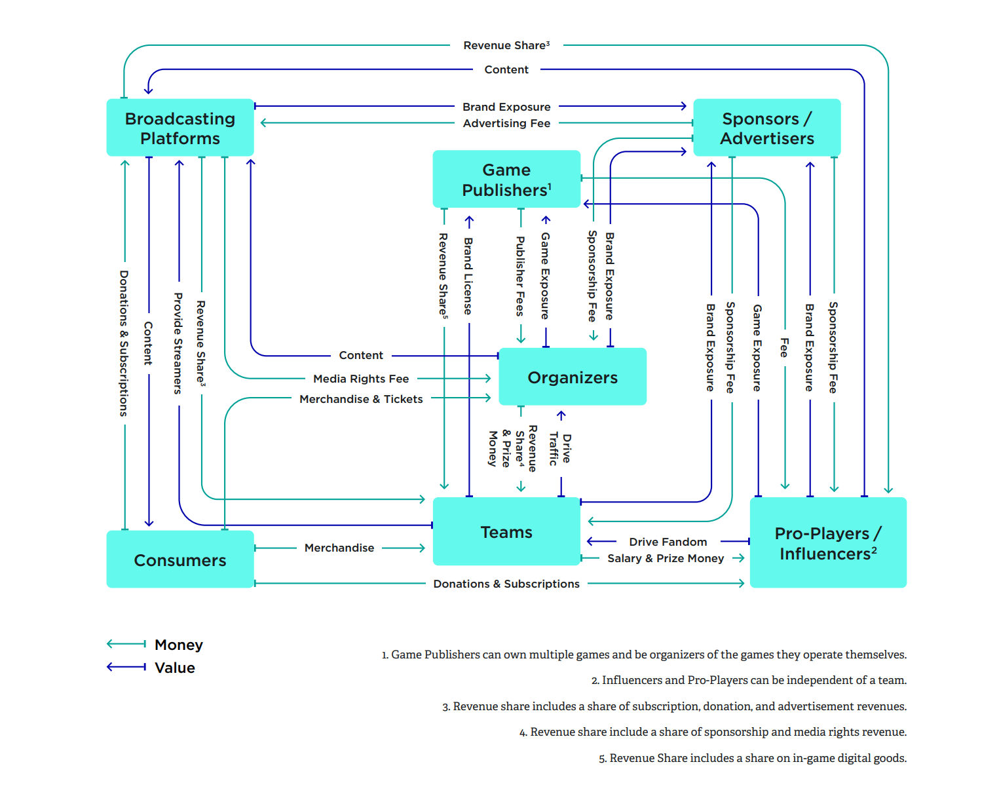 Revenue Share³
Content
Broadcasting
Platforms
Brand Exposure
Advertising Fee
Sponsors /
Advertisers
Game
Publishers¹
Revenue Share⁵
Brand License
Publisher Fees
Game Exposure
Sponsorship Fee
Brand Exposure
Donations & Subscriptions
Content
Provide Streamers
Revenue Share³
Brand Exposure
Sponsorship Fee
Game Exposure
Fee
Brand Exposure
Sponsorship Fee
Content
Media Rights Fee
Merchandise & Tickets
Organizers
Revenue
Share⁴
& Prize
Money
Drive
Traffic
Consumers
Merchandise
Teams
Drive Fandom
Salary & Prize Money
Donations & Subscriptions
Pro-Players /
Influencers²
Money
Value
1. Game Publishers can own multiple games and be organizers of the games they operate themselves.
2. Influencers and Pro-Players can be independent of a team.
3. Revenue share includes a share of subscription, donation, and advertisement revenues.
4. Revenue share include a share of sponsorship and media rights revenue.
5. Revenue Share includes a share on in-game digital goods.